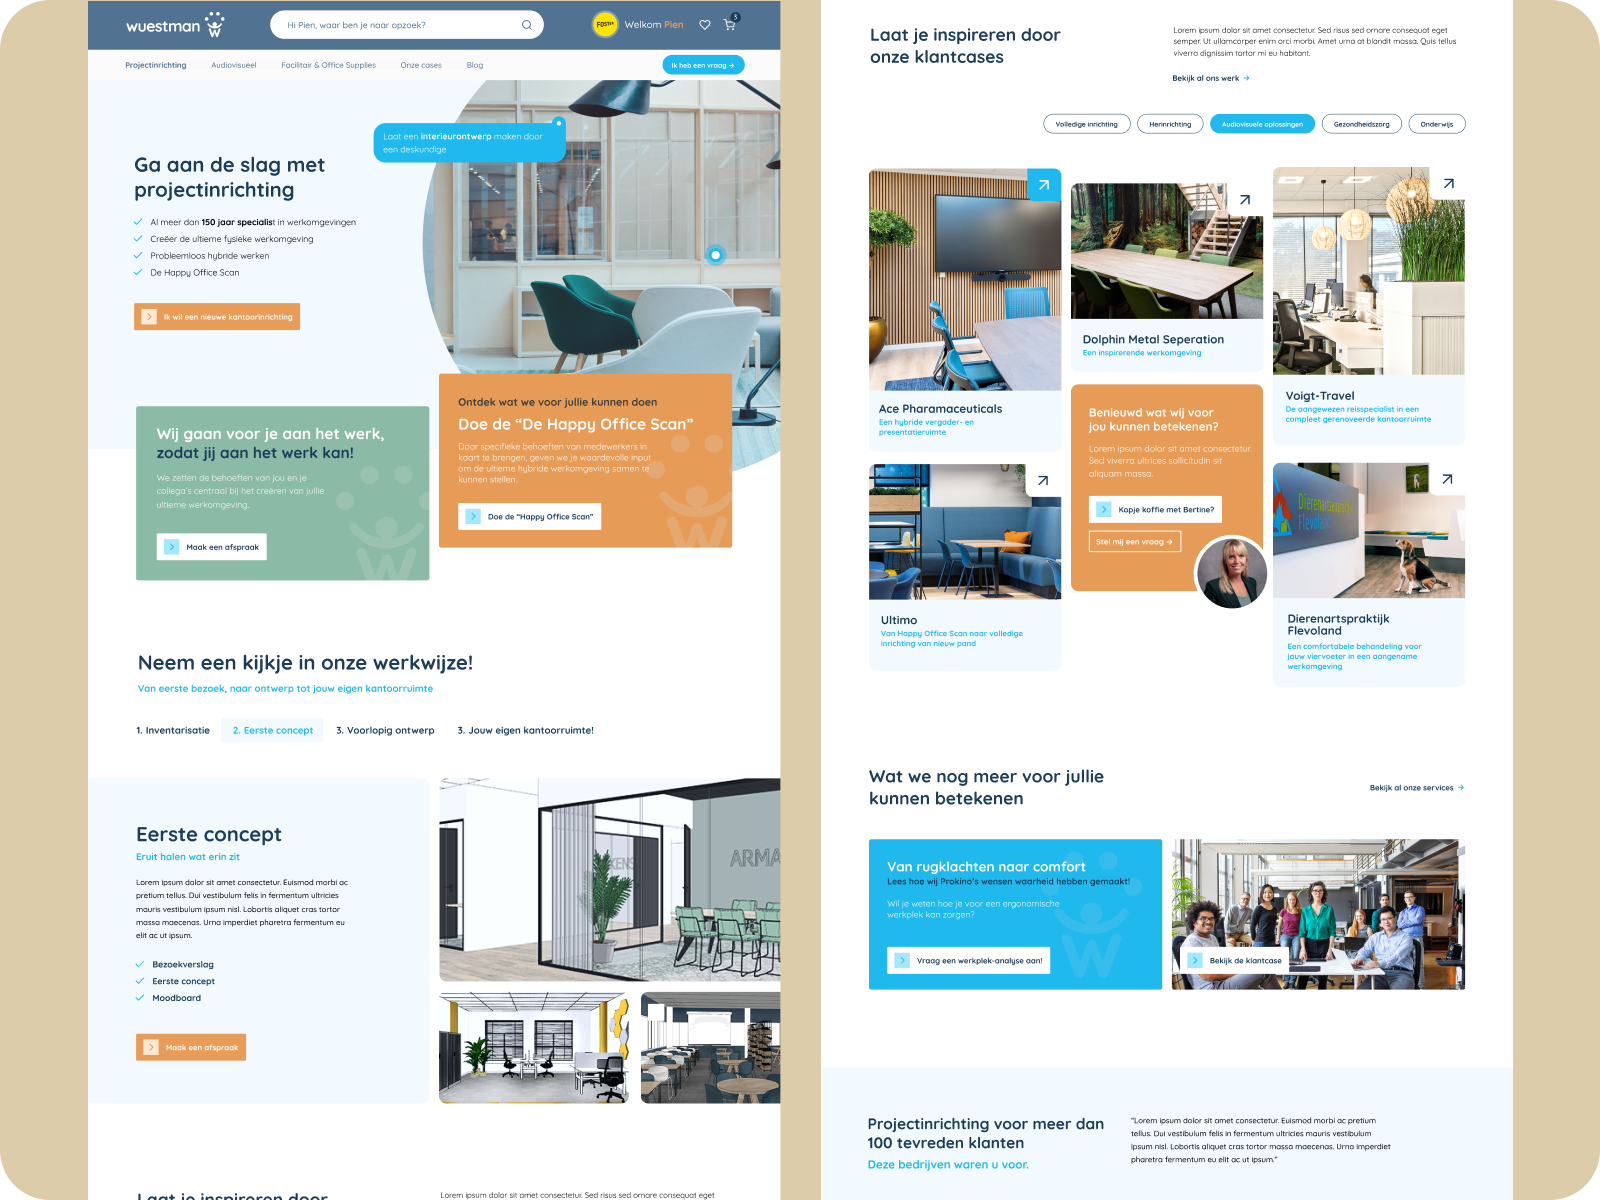 wuestman
Hi Pien, waar ben je naar opzoek?
FOSTER
Welkom Pien
3
Projectinrichting
Audiovisueel
Facilitair & Office Supplies
Onze cases
Blog
Ik heb een vraag →
Laat een interieurontwerp maken door
een deskundige
Ga aan de slag met
projectinrichting
Al meer dan 150 jaar specialist in werkomgevingen
Creëer de ultieme fysieke werkomgeving
Probleemloos hybride werken
De Happy Office Scan
Ik wil een nieuwe kantoorinrichting
Wij gaan voor je aan het werk,
zodat jij aan het werk kan!
We zetten de behoeften van jou en je
collega's centraal bij het creëren van jullie
ultieme werkomgeving.
Maak een afspraak
Ontdek wat we voor jullie kunnen doen
Doe de “De Happy Office Scan”
Door specifieke behoeften van medewerkers in
kaart te brengen, geven we je waardevolle input
om de ultieme hybride werkomgeving samen te
kunnen stellen.
Doe de “Happy Office Scan”
Neem een kijkje in onze werkwijze!
Van eerste bezoek, naar ontwerp tot jouw eigen kantoorruimte
1. Inventarisatie
2. Eerste concept
3. Voorlopig ontwerp
3. Jouw eigen kantoorruimte!
Eerste concept
Eruit halen wat erin zit
Lorem ipsum dolor sit amet consectetur. Euismod morbi ac
pretium tellus. Dui vestibulum felis in fermentum ultricies
mauris vestibulum ipsum nisl. Lobortis aliquet cras tortor
massa maecenas. Urna imperdiet pharetra fermentum eu
elit ac ut ipsum.
Bezoekverslag
Eerste concept
Moodboard
Maak een afspraak
KENS
ARMA
Laat je inspireren door
Lorem ipsum dolor sit amet consectetur. Sed risus sed ornare consequat eget
Laat je inspireren door
onze klantcases
Lorem ipsum dolor sit amet consectetur. Sed risus sed ornare consequat eget
semper. Ut ullamcorper enim orci morbi. Amet urna at blandit massa. Quis tellus
viverra dignissim tortor mi eu habitant.
Bekijk al ons werk →
Volledige inrichting
Herinrichting
Audiovisuele oplossingen
Gezondheidszorg
Onderwijs
Ace Pharamaceuticals
Een hybride vergader- en
presentatieruimte
Dolphin Metal Seperation
Een inspirerende werkomgeving
Voigt-Travel
De aangewezen reisspecialist in een
compleet gerenoveerde kantoorruimte
Benieuwd wat wij voor
jou kunnen betekenen?
Lorem ipsum dolor sit amet consectetur.
Sed viverra ultrices sollicitudin sit
aliquam massa.
Kopje koffie met Bertine?
Stel mij een vraag →
Ultimo
Van Happy Office Scan naar volledige
inrichting van nieuw pand
Dierenartsenpraktijk
Flevoland
Dierenartspraktijk
Flevoland
Een comfortabele behandeling voor
jouw viervoeter in een aangename
werkomgeving
Wat we nog meer voor jullie
kunnen betekenen
Bekijk al onze services →
Van rugklachten naar comfort
Lees hoe wij Prokino's wensen waarheid hebben gemaakt!
Wil je weten hoe je voor een ergonomische
werkplek kan zorgen?
Vraag een werkplek-analyse aan!
Bekijk de klantcase
Projectinrichting voor meer dan
100 tevreden klanten
Deze bedrijven waren u voor.
“Lorem ipsum dolor sit amet consectetur. Euismod morbi ac pretium
tellus. Dui vestibulum felis in fermentum ultricies mauris vestibulum
ipsum nisl. Lobortis aliquet cras tortor massa maecenas. Urna imperdiet
pharetra fermentum eu elit ac ut ipsum.”